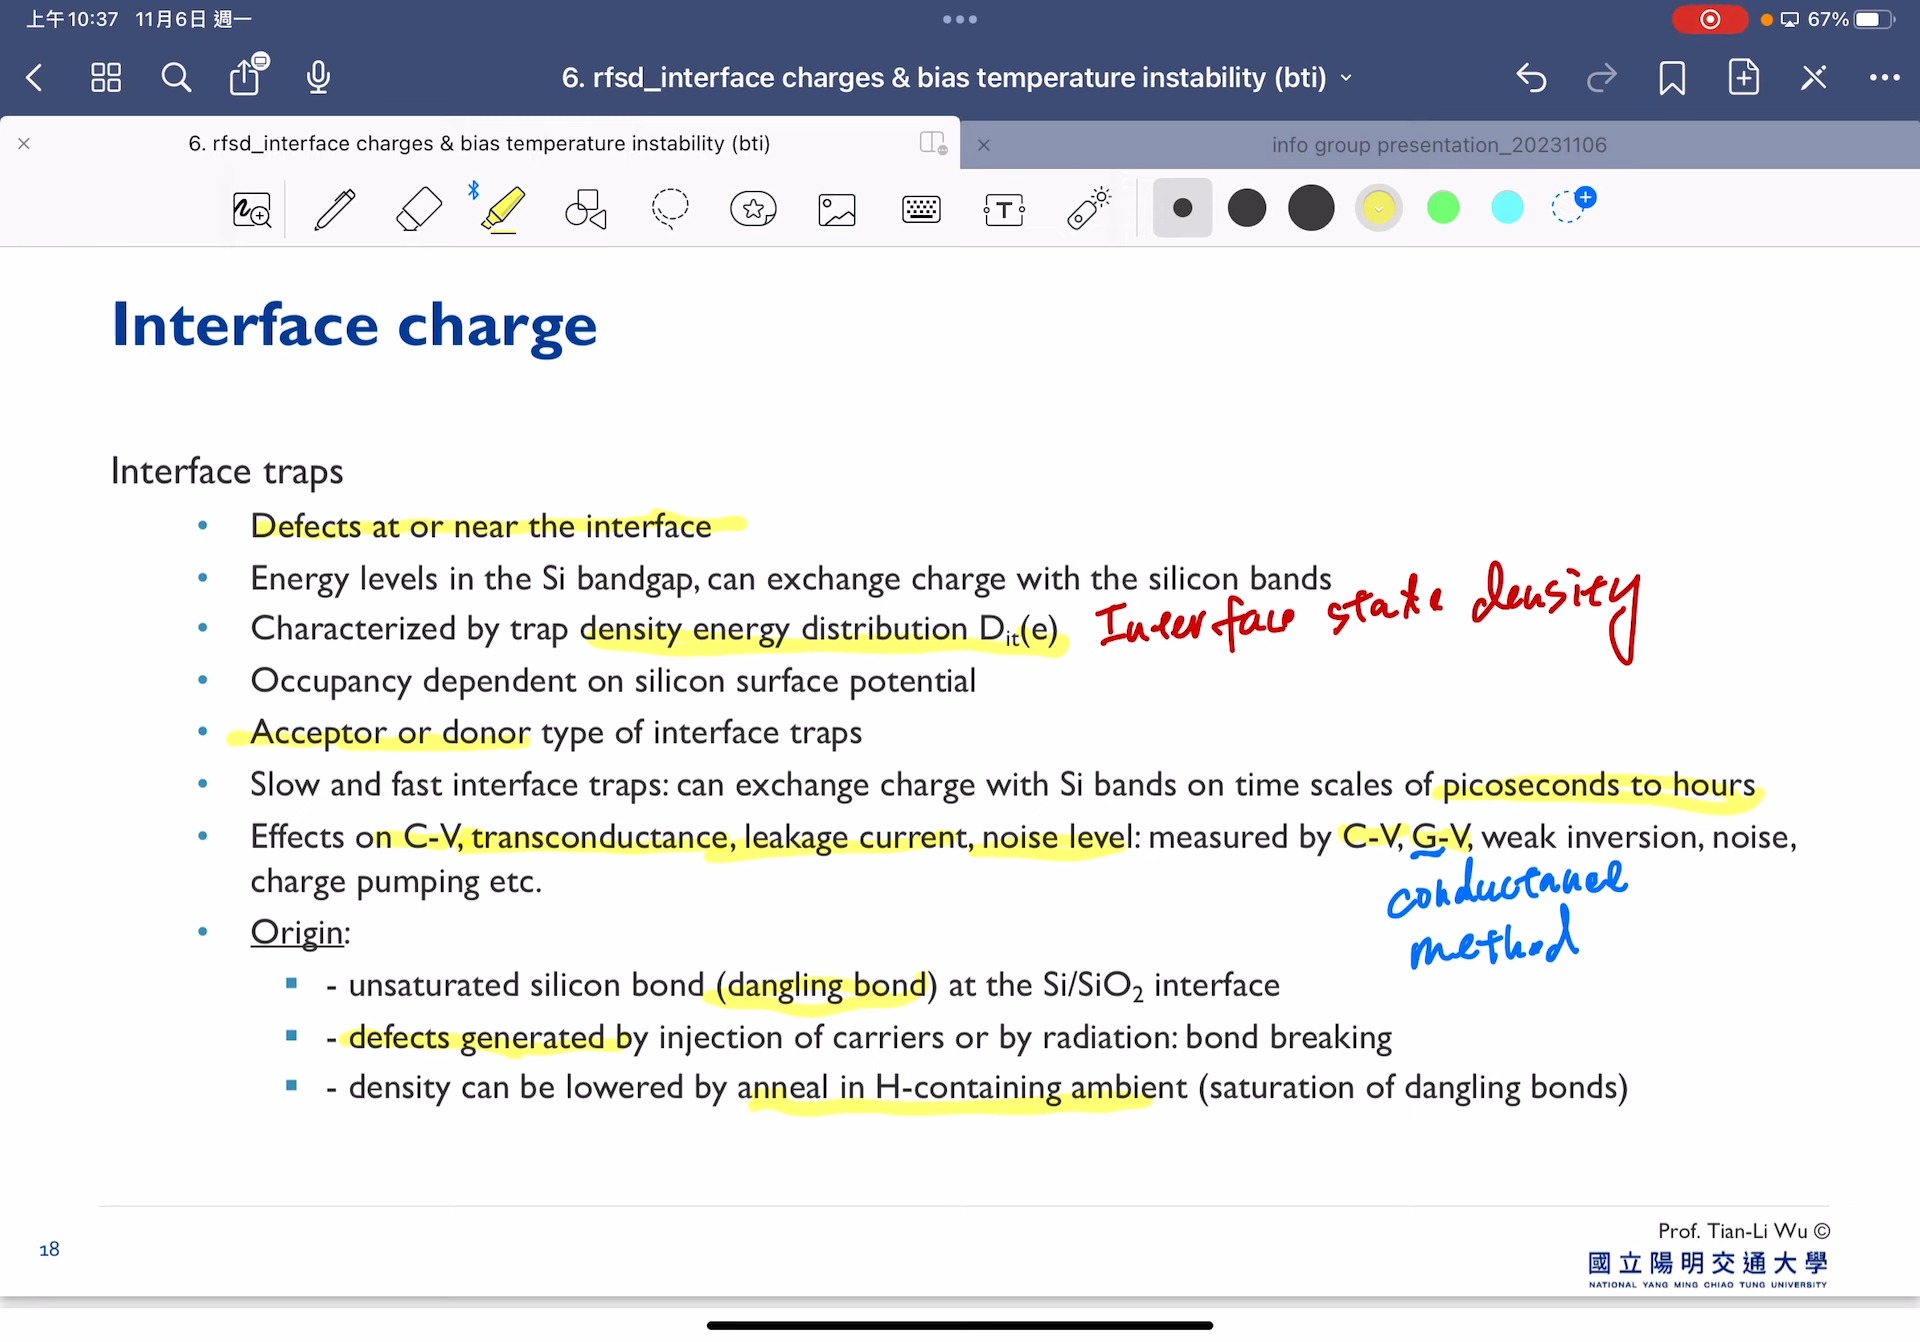 上午10:37 11月6日 週一
67%
6. rfsd_interface charges & bias temperature instability (bti)
6. rfsd_interface charges & bias temperature instability (bti)
info group presentation_20231106
Interface charge
Interface traps
• Defects at or near the interface
• Energy levels in the Si bandgap, can exchange charge with the silicon bands
• Characterized by trap density energy distribution Dit(e)
Interface state density
• Occupancy dependent on silicon surface potential
• Acceptor or donor type of interface traps
• Slow and fast interface traps: can exchange charge with Si bands on time scales of picoseconds to hours
• Effects on C-V, transconductance, leakage current, noise level: measured by C-V, G-V, weak inversion, noise,
charge pumping etc.
conductance
method
• Origin:
▪ - unsaturated silicon bond (dangling bond) at the Si/SiO2 interface
▪ - defects generated by injection of carriers or by radiation: bond breaking
▪ - density can be lowered by anneal in H-containing ambient (saturation of dangling bonds)
18
Prof. Tian-Li Wu ©
國立陽明交通大學
NATIONAL YANG MING CHIAO TUNG UNIVERSITY